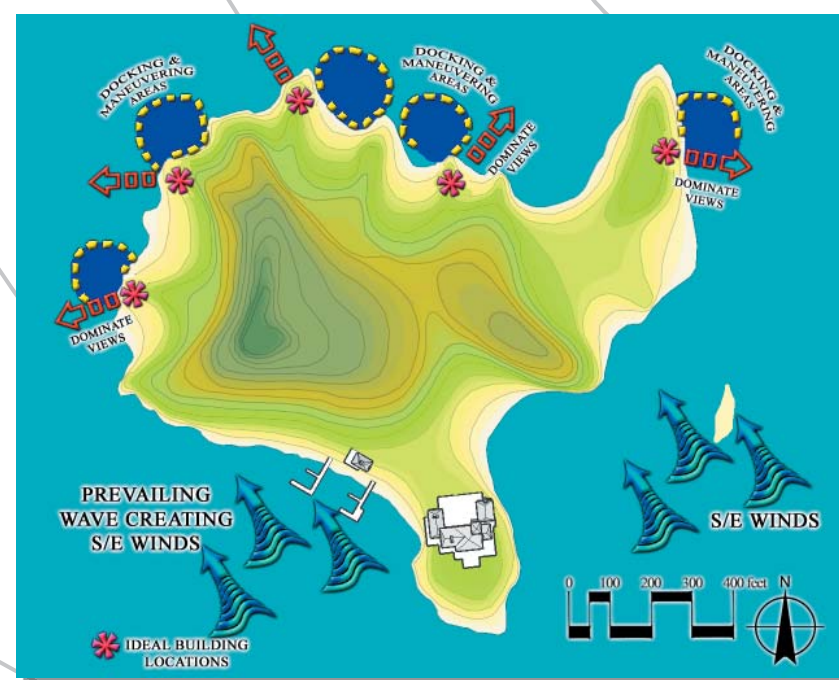 DOCKING &
MANEUVERING
AREAS
DOCKING &
MANEUVERING
AREAS
DOCKING &
MANEUVERING
AREAS
DOMINATE
VIEWS
DOMINATE
VIEWS
DOMINATE
VIEWS
PREVAILING
WAVE CREATING
S/E WINDS
S/E WINDS
0 100 200 300 400 feet N
IDEAL BUILDING
LOCATIONS